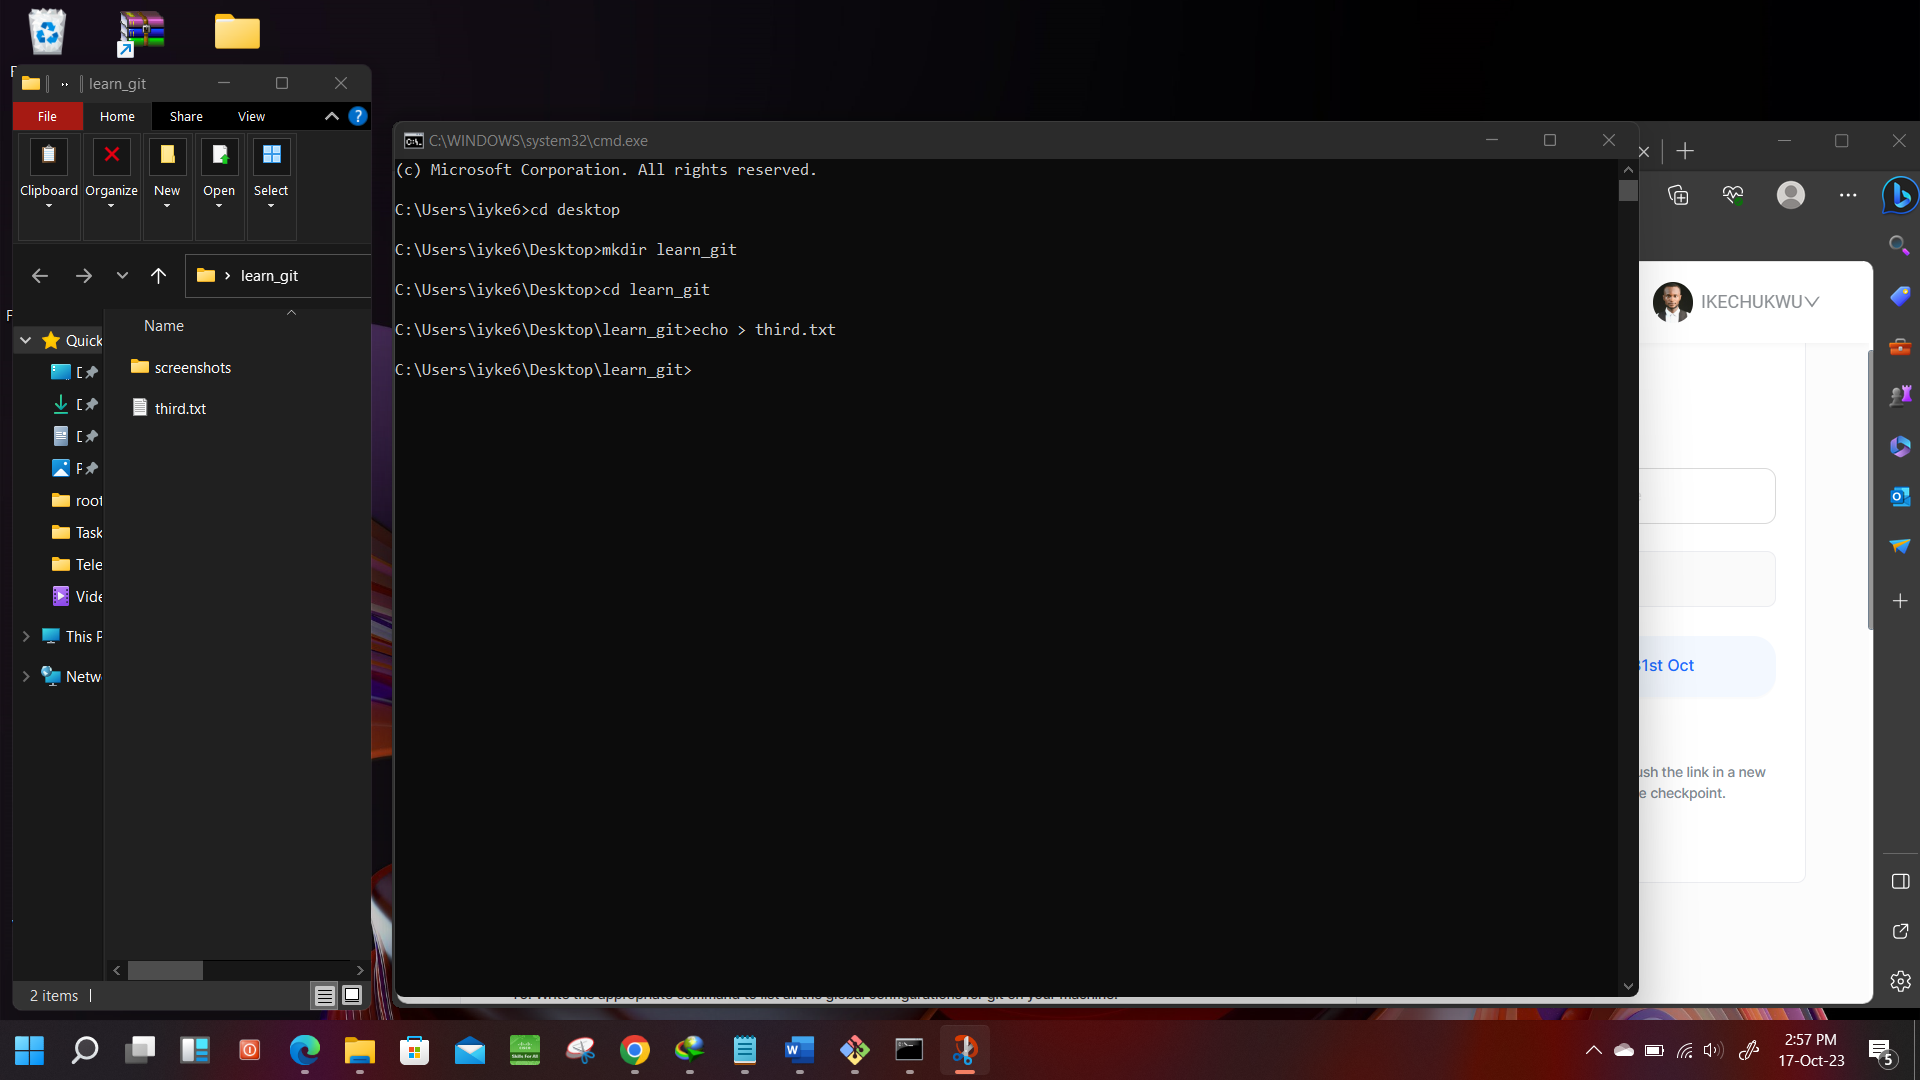 learn_git
File Home Share View
Clipboard Organize New Open Select
learn_git
Name
Quick
screenshots
third.txt
root
Task
Tele
Vide
This P
Netw
2 items
C:\WINDOWS\system32\cmd.exe
(c) Microsoft Corporation. All rights reserved.
C:\Users\iyke6>cd desktop
C:\Users\iyke6\Desktop>mkdir learn_git
C:\Users\iyke6\Desktop>cd learn_git
C:\Users\iyke6\Desktop\learn_git>echo > third.txt
C:\Users\iyke6\Desktop\learn_git>
IKECHUKWU
31st Oct
ush the link in a new
e checkpoint.
2:57 PM
17-Oct-23
5